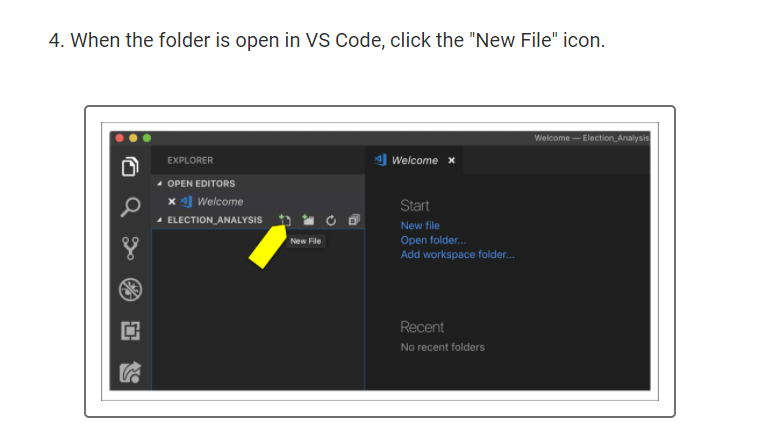 4. When the folder is open in VS Code, click the "New File" icon.
Welcome — Election_Analysis
EXPLORER
OPEN EDITORS
Welcome
ELECTION_ANALYSIS
New File
Welcome
Start
New file
Open folder...
Add workspace folder...
Recent
No recent folders